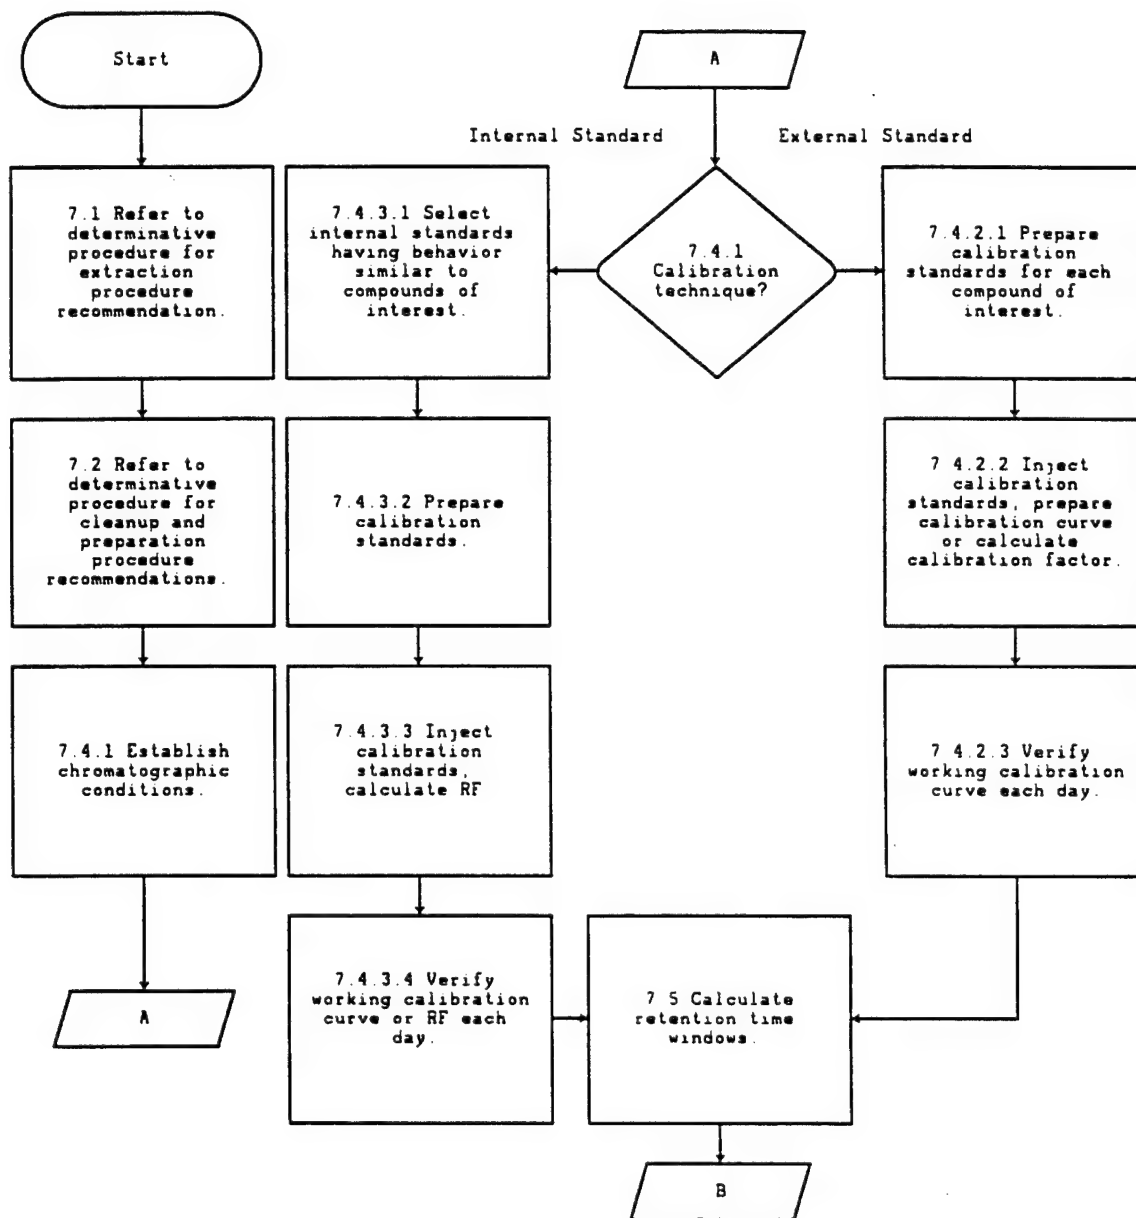 Start
7.1 Refer to
determinative
procedure for
extraction
procedure
recommendation.
7.2 Refer to
determinative
procedure for
cleanup and
preparation
procedure
recommendations.
7.4.1 Establish
chromatographic
conditions.
A
A
Internal Standard
External Standard
7.4.1
Calibration
technique?
7.4.3.1 Select
internal standards
having behavior
similar to
compounds of
interest.
7.4.3.2 Prepare
calibration
standards.
7.4.3.3 Inject
calibration
standards,
calculate RF
7.4.3.4 Verify
working calibration
curve or RF each
day.
7.4.2.1 Prepare
calibration
standards for each
compound of
interest.
7 4.2.2 Inject
calibration
standards, prepare
calibration curve
or calculate
calibration factor.
7 4.2.3 Verify
working calibration
curve each day.
7 5 Calculate
retention time
windows.
B